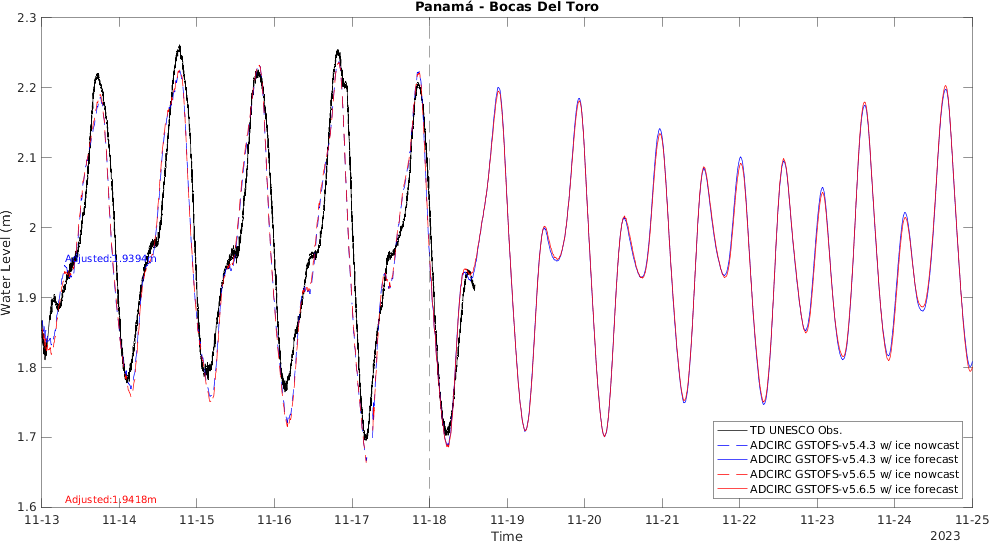 Panamá - Bocas Del Toro
2.3
2.2
2.1
2
1.9
1.8
1.7
1.6
Water Level (m)
Adjusted:1.9394m
Adjusted:1.9418m
TD UNESCO Obs.
ADCIRC GSTOFS-v5.4.3 w/ ice nowcast
ADCIRC GSTOFS-v5.4.3 w/ ice forecast
ADCIRC GSTOFS-v5.6.5 w/ ice nowcast
ADCIRC GSTOFS-v5.6.5 w/ ice forecast
11-13 11-14 11-15 11-16 11-17 11-18 11-19 11-20 11-21 11-22 11-23 11-24 11-25
Time
2023